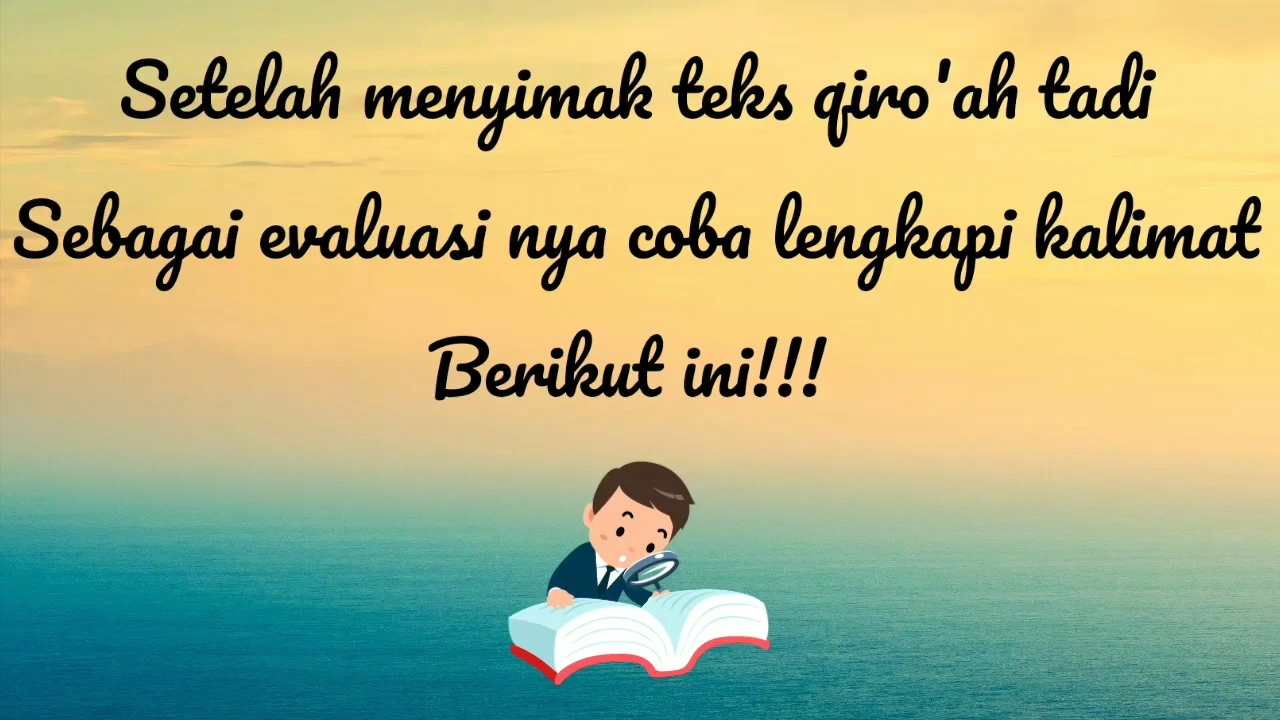 Setelah menyimak teks qiro'ah tadi
Sebagai evaluasi nya coba lengkapi kalimat
Berikut ini!!!